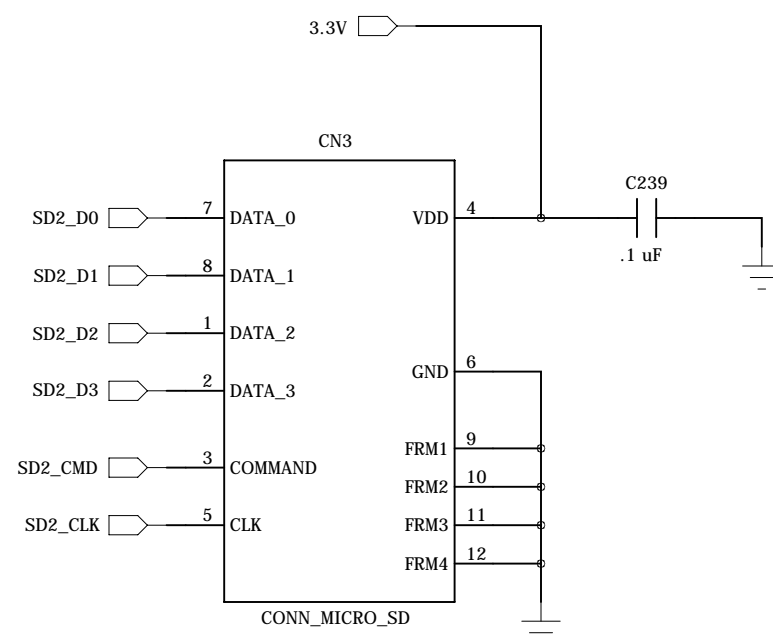 3.3V
CN3
C239
.1 uF
SD2_D0 7 DATA_0 VDD 4
SD2_D1 8 DATA_1
SD2_D2 1 DATA_2
GND 6
SD2_D3 2 DATA_3
FRM1 9
SD2_CMD 3 COMMAND
FRM2 10
SD2_CLK 5 CLK FRM3 11
FRM4 12
CONN_MICRO_SD